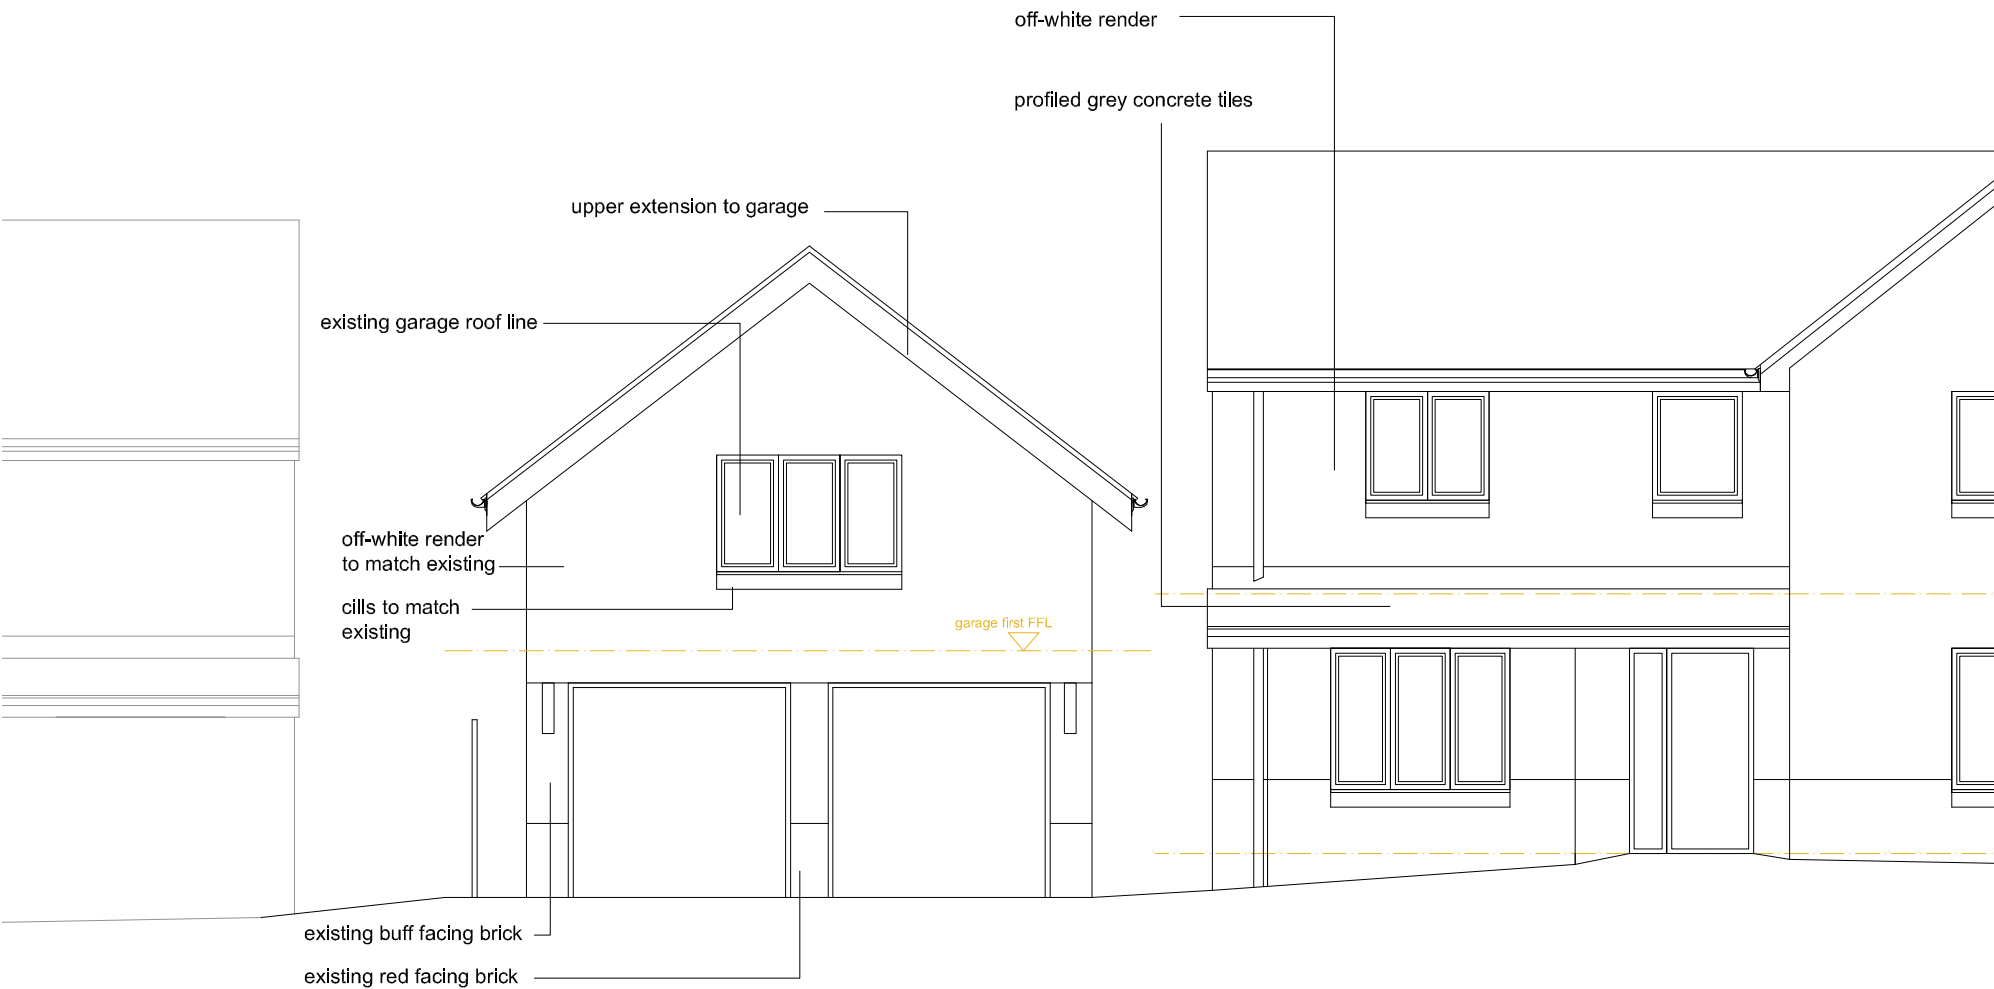 off-white render
profiled grey concrete tiles
upper extension to garage
existing garage roof line
off-white render
to match existing
cills to match
existing
garage first FFL
existing buff facing brick
existing red facing brick